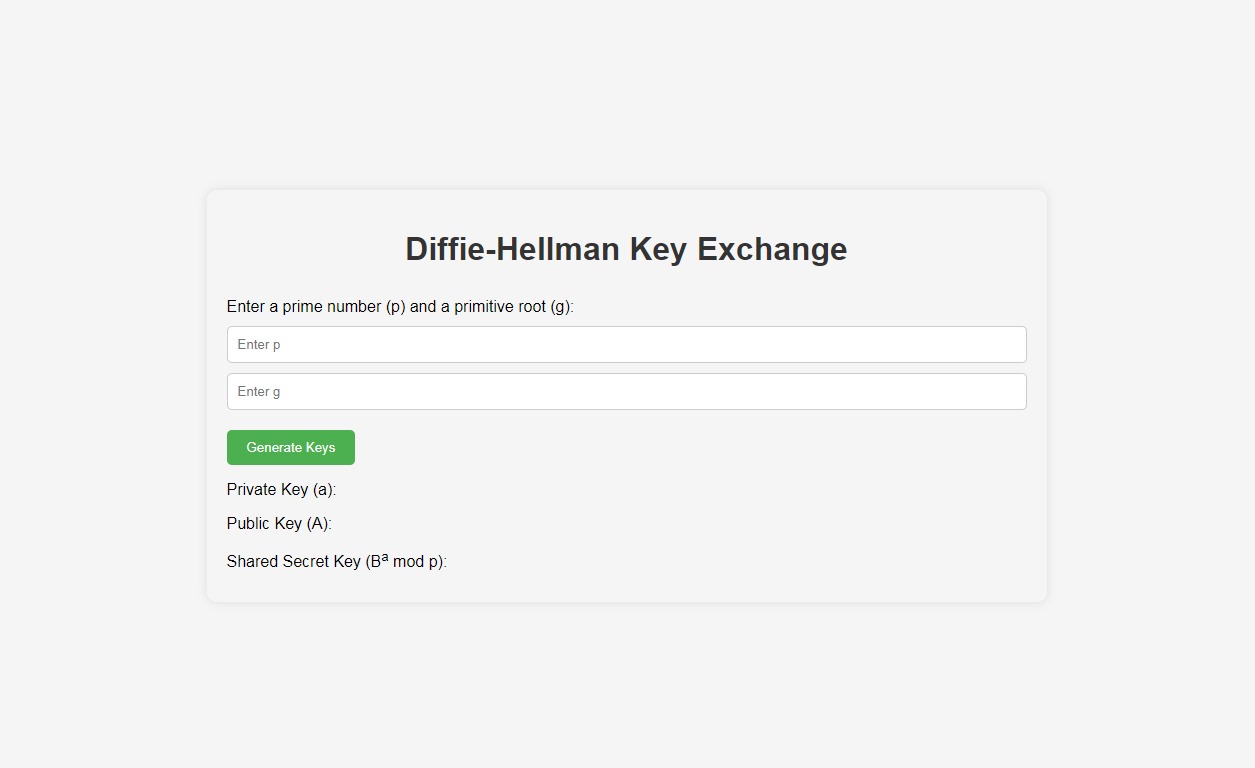 Diffie-Hellman Key Exchange
Enter a prime number (p) and a primitive root (g):
Enter p
Enter g
Generate Keys
Private Key (a):
Public Key (A):
Shared Secret Key (Bᵃ mod p):